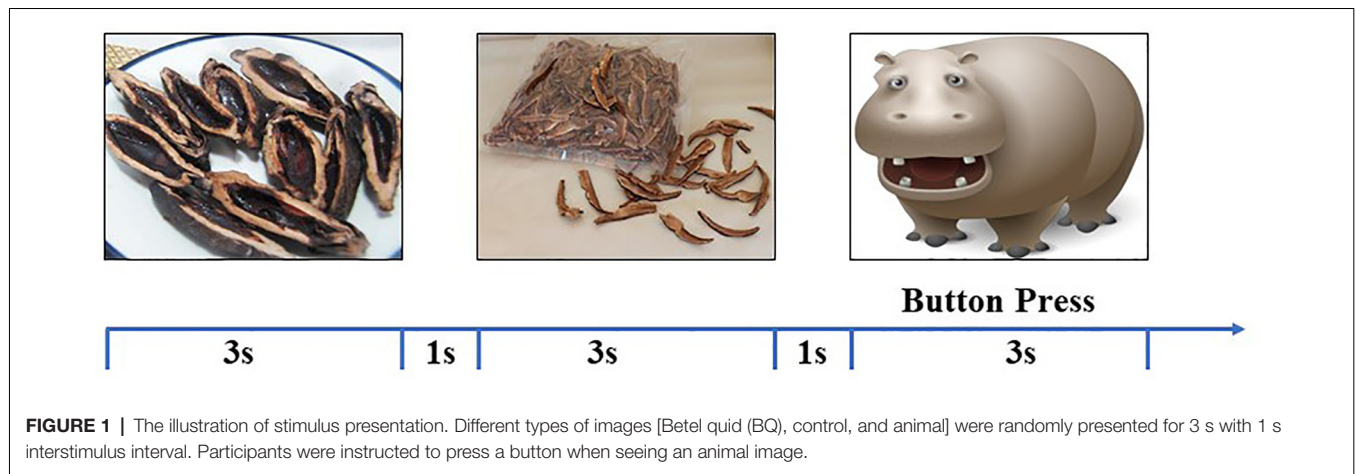 Button Press
3s 1s 3s 1s 3s
FIGURE 1 | The illustration of stimulus presentation. Different types of images [Betel quid (BQ), control, and animal] were randomly presented for 3 s with 1 s
interstimulus interval. Participants were instructed to press a button when seeing an animal image.